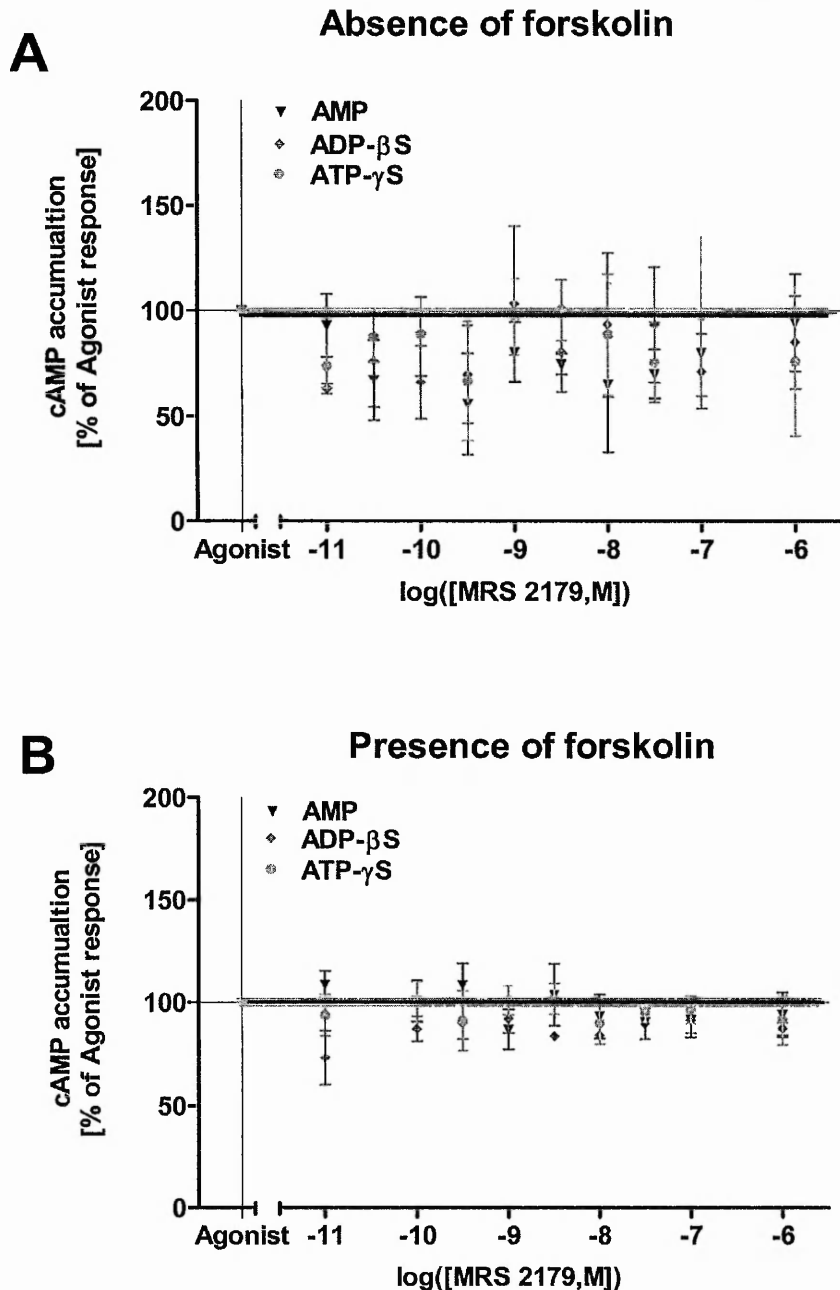 Absence of forskolin
A
200
150
100
50
0
AMP
ADP-βS
ATP-γS
cAMP accumualtion
[% of Agonist response]
Agonist -11 -10 -9 -8 -7 -6
log([MRS 2179,M])
Presence of forskolin
B
200
150
100
50
0
AMP
ADP-βS
ATP-γS
cAMP accumualtion
[% of Agonist response]
Agonist -11 -10 -9 -8 -7 -6
log([MRS 2179,M])